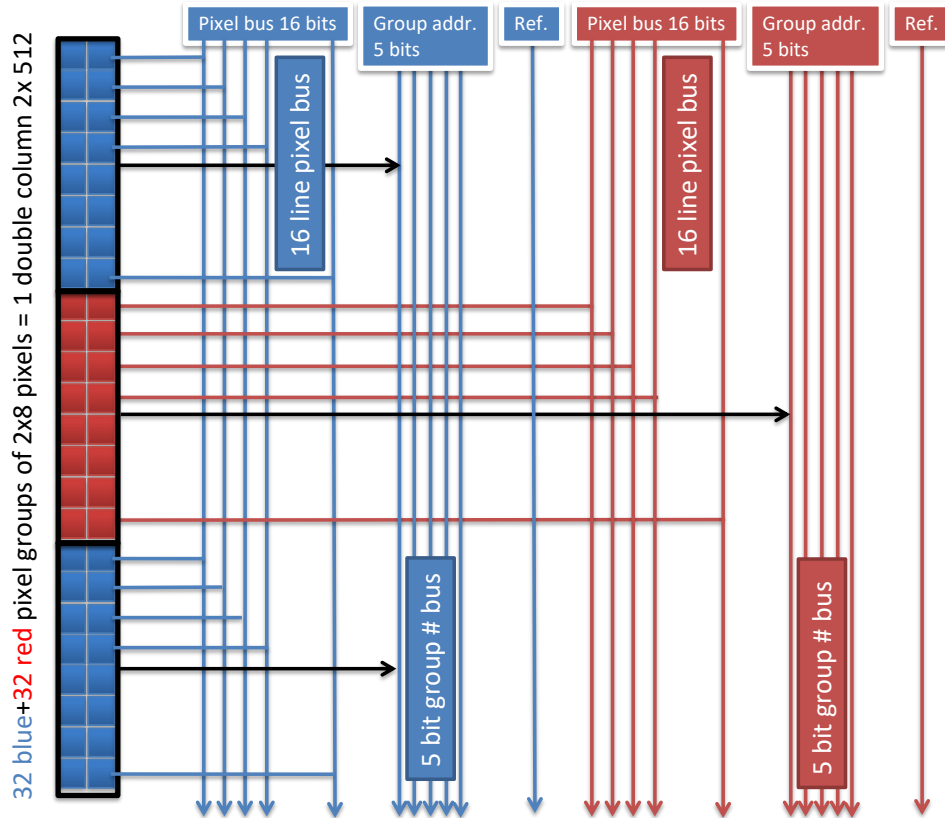 Pixel bus 16 bits
Group addr.
5 bits
Ref.
Pixel bus 16 bits
Group addr.
5 bits
Ref.
32 blue+32 red pixel groups of 2x8 pixels = 1 double column 2x 512
16 line pixel bus
16 line pixel bus
5 bit group # bus
5 bit group # bus